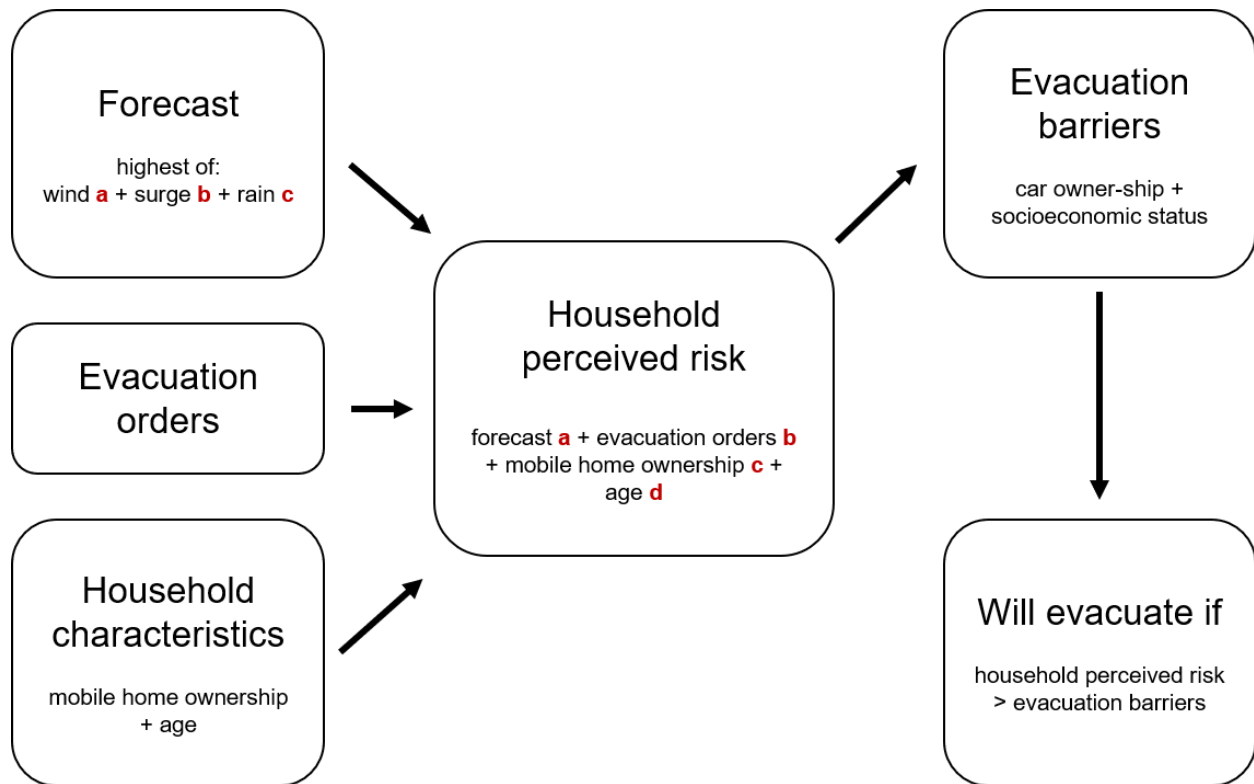 Forecast
highest of:
wind a + surge b + rain c
Evacuation
orders
Household
characteristics
mobile home ownership
+ age
Household
perceived risk
forecast a + evacuation orders b
+ mobile home ownership c +
age d
Evacuation
barriers
car owner-ship +
socioeconomic status
Will evacuate if
household perceived risk
> evacuation barriers